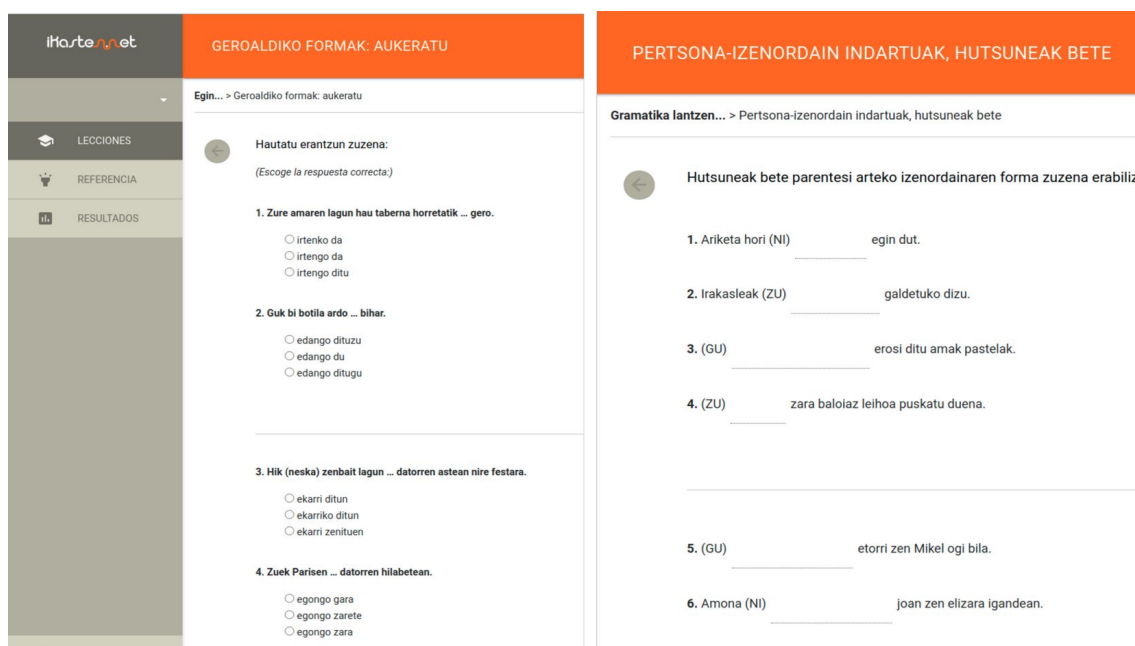 ikasten.net
LECCIONES
REFERENCIA
RESULTADOS
GEROALDIKO FORMAK: AUKERATU
Egin... > Geroaldiko formak: aukeratu
Hautatu erantzun zuzena:
(Escoge la respuesta correcta:)
1. Zure amaren lagun hau taberna horretatik ... gero.
irtenko da
irtengo da
irtengo ditu
2. Guk bi botila ardo ... bihar.
edango dituzu
edango du
edango ditugu
3. Hik (neska) zenbait lagun ... datorren astean nire festara.
ekarri ditun
ekarriko ditun
ekarri zenituen
4. Zuek Parisen ... datorren hilabetean.
egongo gara
egongo zarete
egongo zara
PERTSONA-IZENORDAIN INDARTUAK, HUTSUNEAK BETE
Gramatika lantzen... > Pertsona-izenordain indartuak, hutsuneak bete
Hutsuneak bete parentesi arteko izenordainaren forma zuzena erabiliz
1. Ariketa hori (NI) egin dut.
2. Irakasleak (ZU) galdetuko dizu.
3. (GU) erosi ditu amak pastelak.
4. (ZU) zara baloiaz leihoa puskatu duena.
5. (GU) etorri zen Mikel ogi bila.
6. Amona (NI) joan zen elizara igandean.